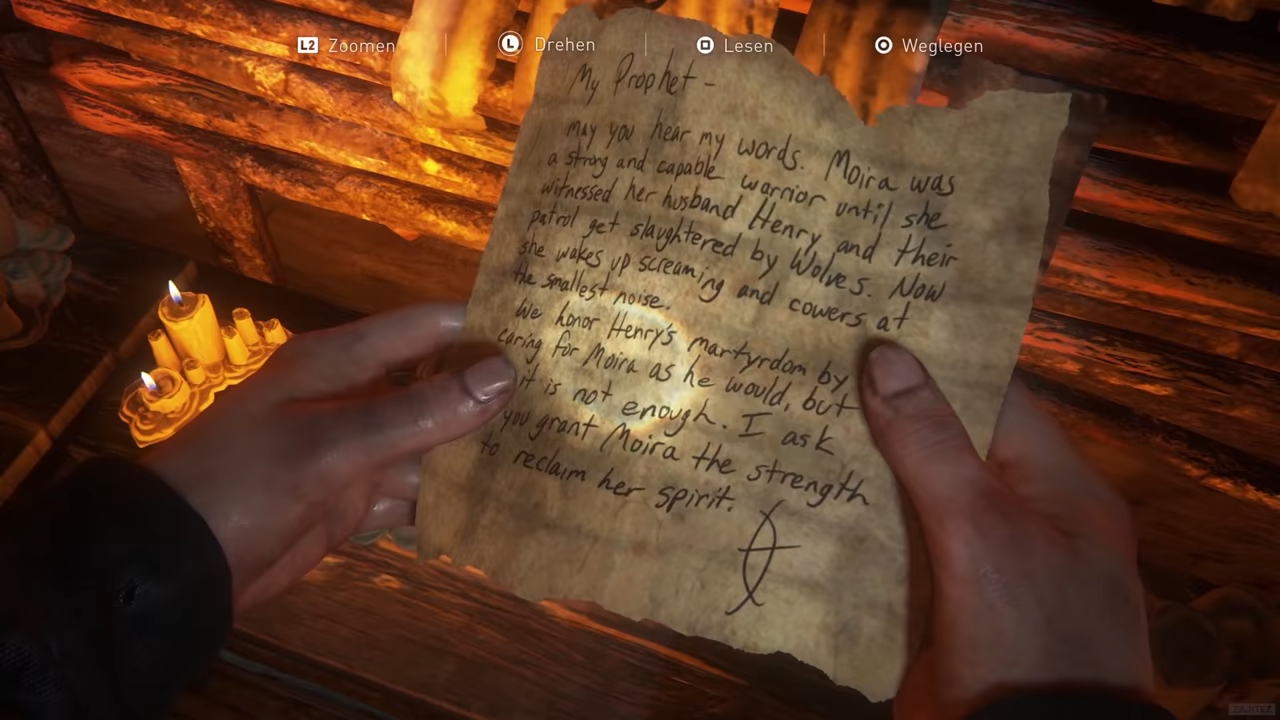 L2 Zoomen
L Drehen
Lesen
Weglegen
My Prophet -
may you hear my words. Moira was
a strong and capable warrior until she
witnessed her husband Henry and their
patrol get slaughtered by Wolves. Now
she wakes up screaming and cowers at
the smallest noise.
We honor Henry's martyrdom by
caring for Moira as he would, but
it is not enough. I ask
you grant Moira the strength
to reclaim her spirit.